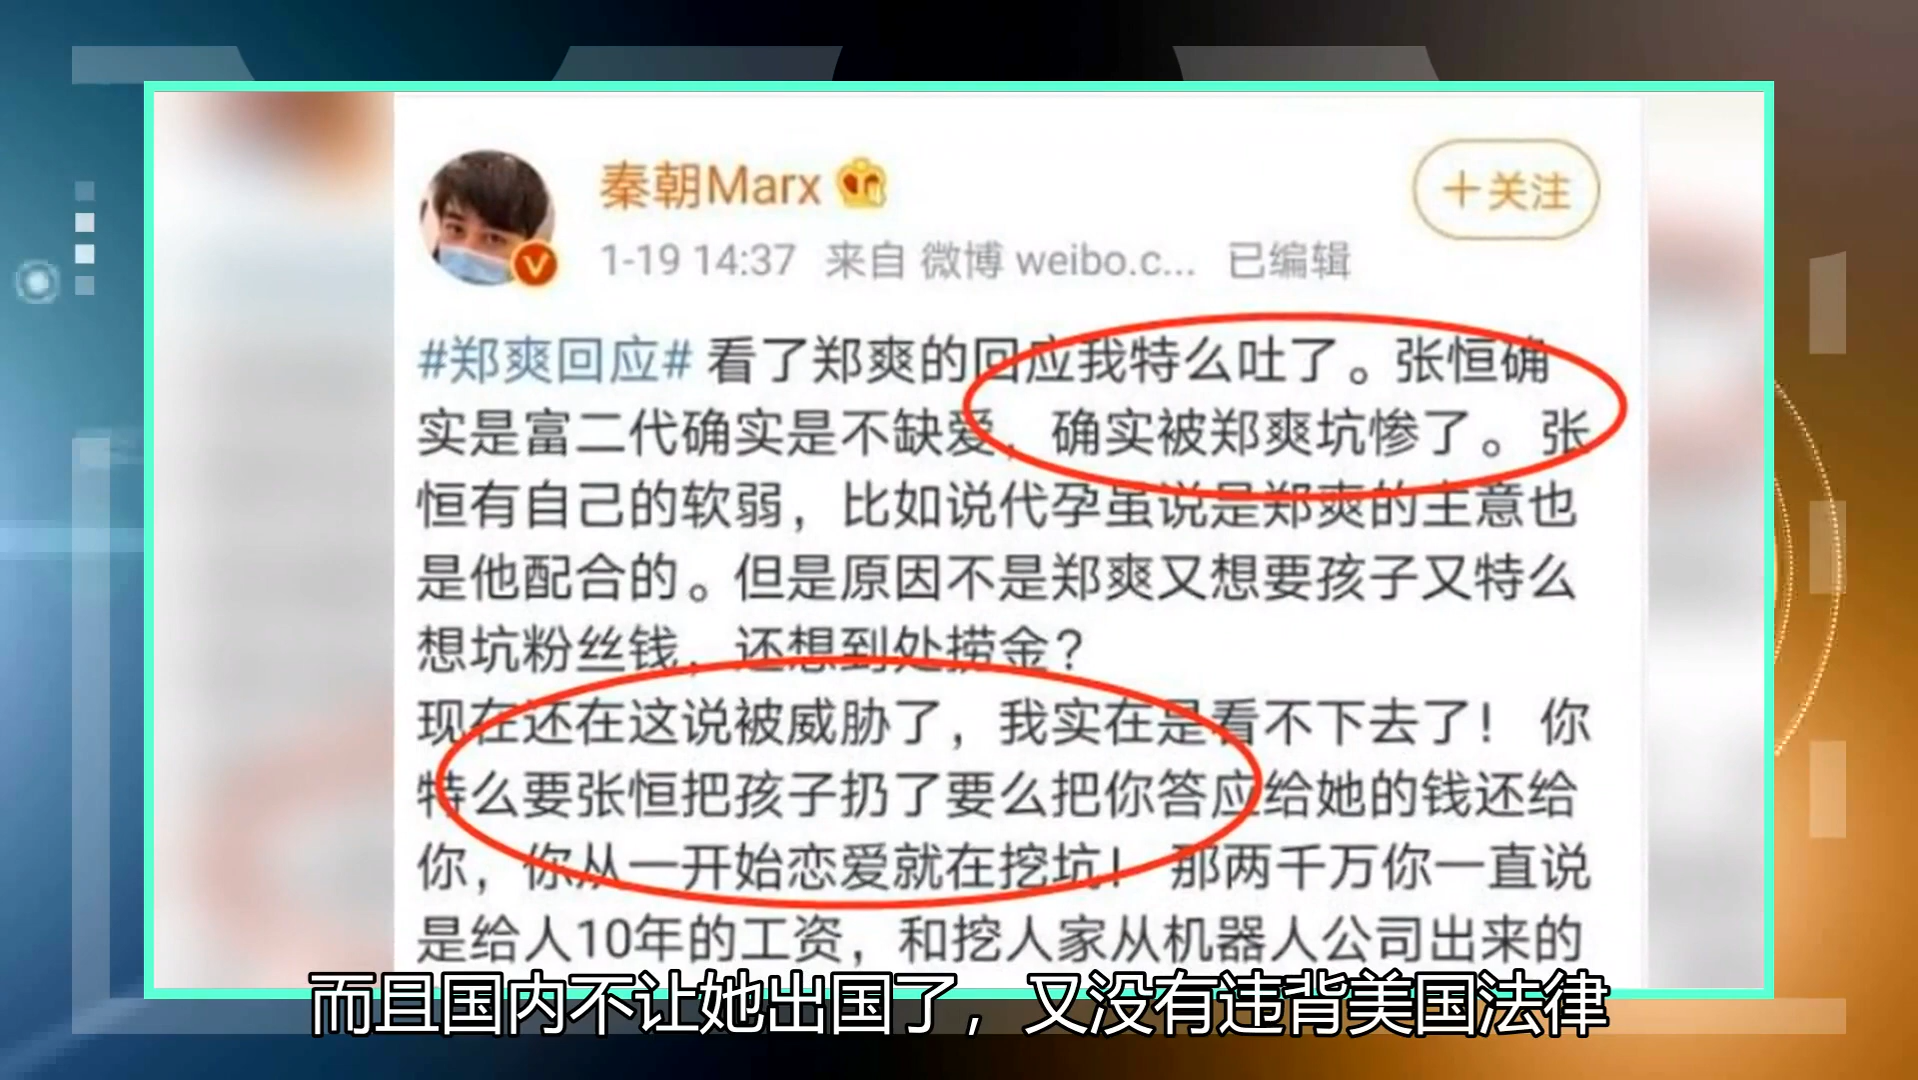 秦朝Marx
+关注
1-19 14:37 来自 微博 weibo.c... 已编辑
#郑爽回应# 看了郑爽的回应我特么吐了。张恒确
实是富二代确实是不缺爱，确实被郑爽坑惨了。张
恒有自己的软弱，比如说代孕虽说是郑爽的主意也
是他配合的。但是原因不是郑爽又想要孩子又特么
想坑粉丝钱，还想到处捞金？
现在还在这说被威胁了，我实在是看不下去了！你
特么要张恒把孩子扔了要么把你答应给她的钱还给
你，你从一开始恋爱就在挖坑！那两千万你一直说
是给人10年的工资，和挖人家从机器人公司出来的
而且国内不让她出国了，又没有违背美国法律